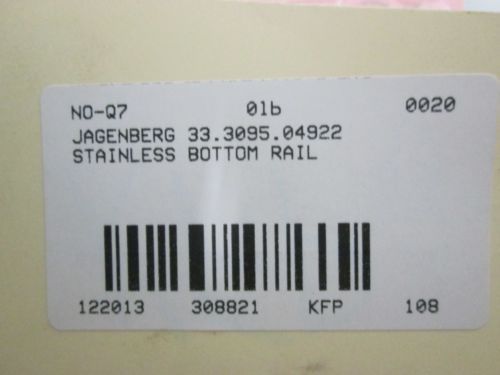 NO-Q7 01b 0020
JAGENBERG 33.3095.04922
STAINLESS BOTTOM RAIL
122013 308821 KFP 108